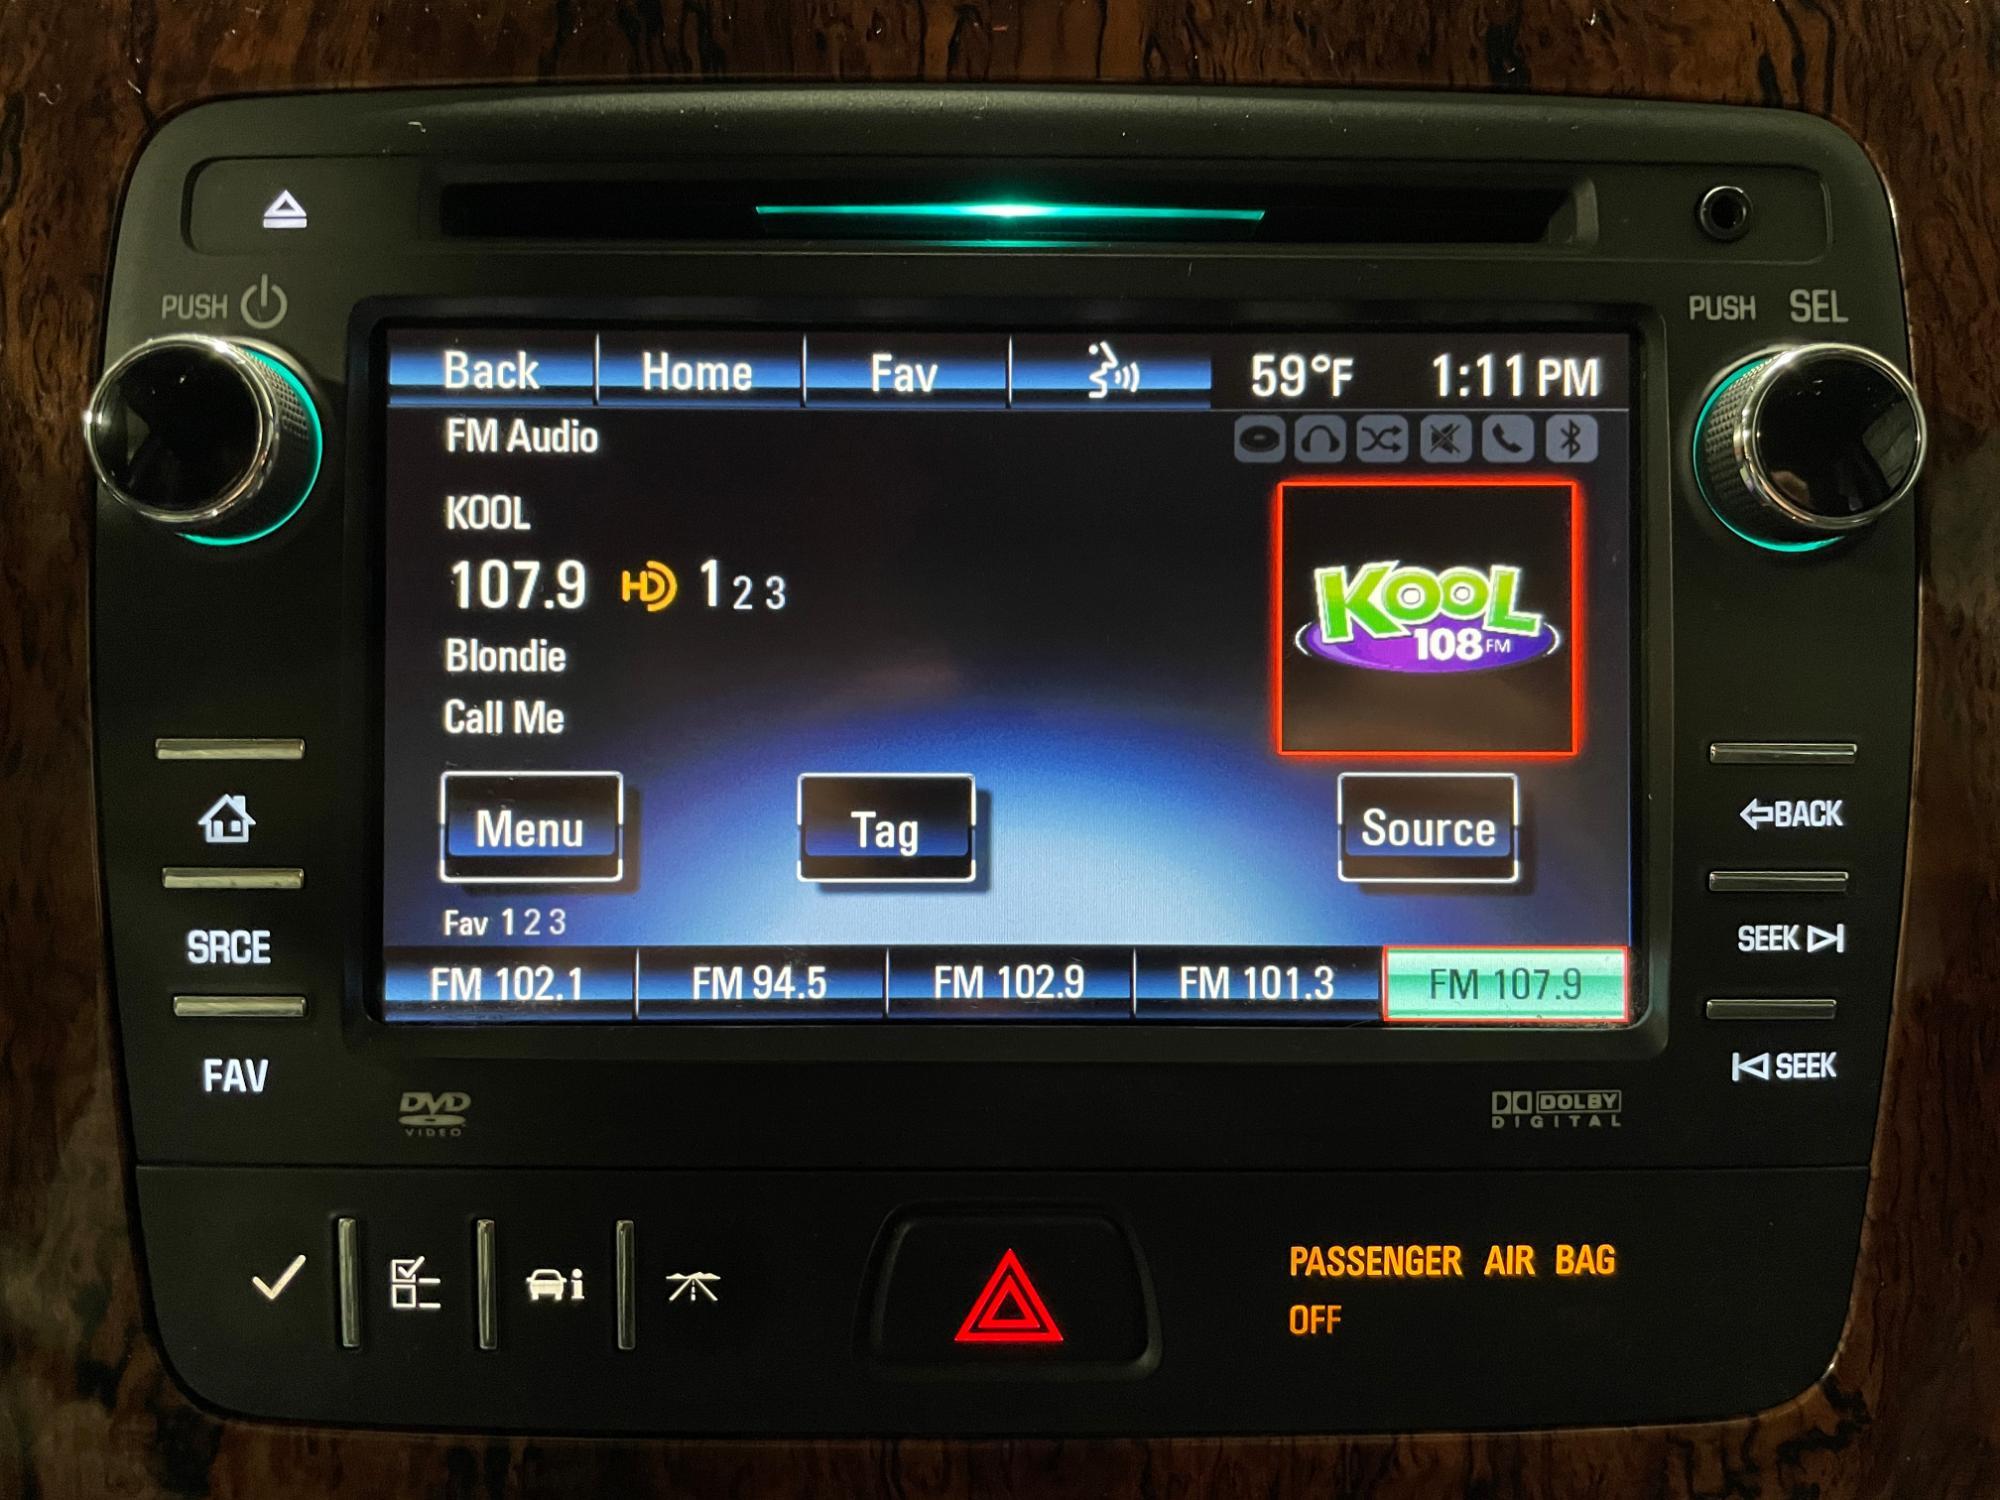 PUSH
PUSH SEL
Back Home Fav 59°F 1:11 PM
FM Audio
KOOL
107.9 HD 1 2 3
KOOL
108 FM
Blondie
Call Me
Menu Tag Source
Fav 1 2 3
FM 102.1 FM 94.5 FM 102.9 FM 101.3 FM 107.9
BACK
SRCE
SEEK
FAV
SEEK
DVD
VIDEO
DOLBY
DIGITAL
i
PASSENGER AIR BAG
OFF